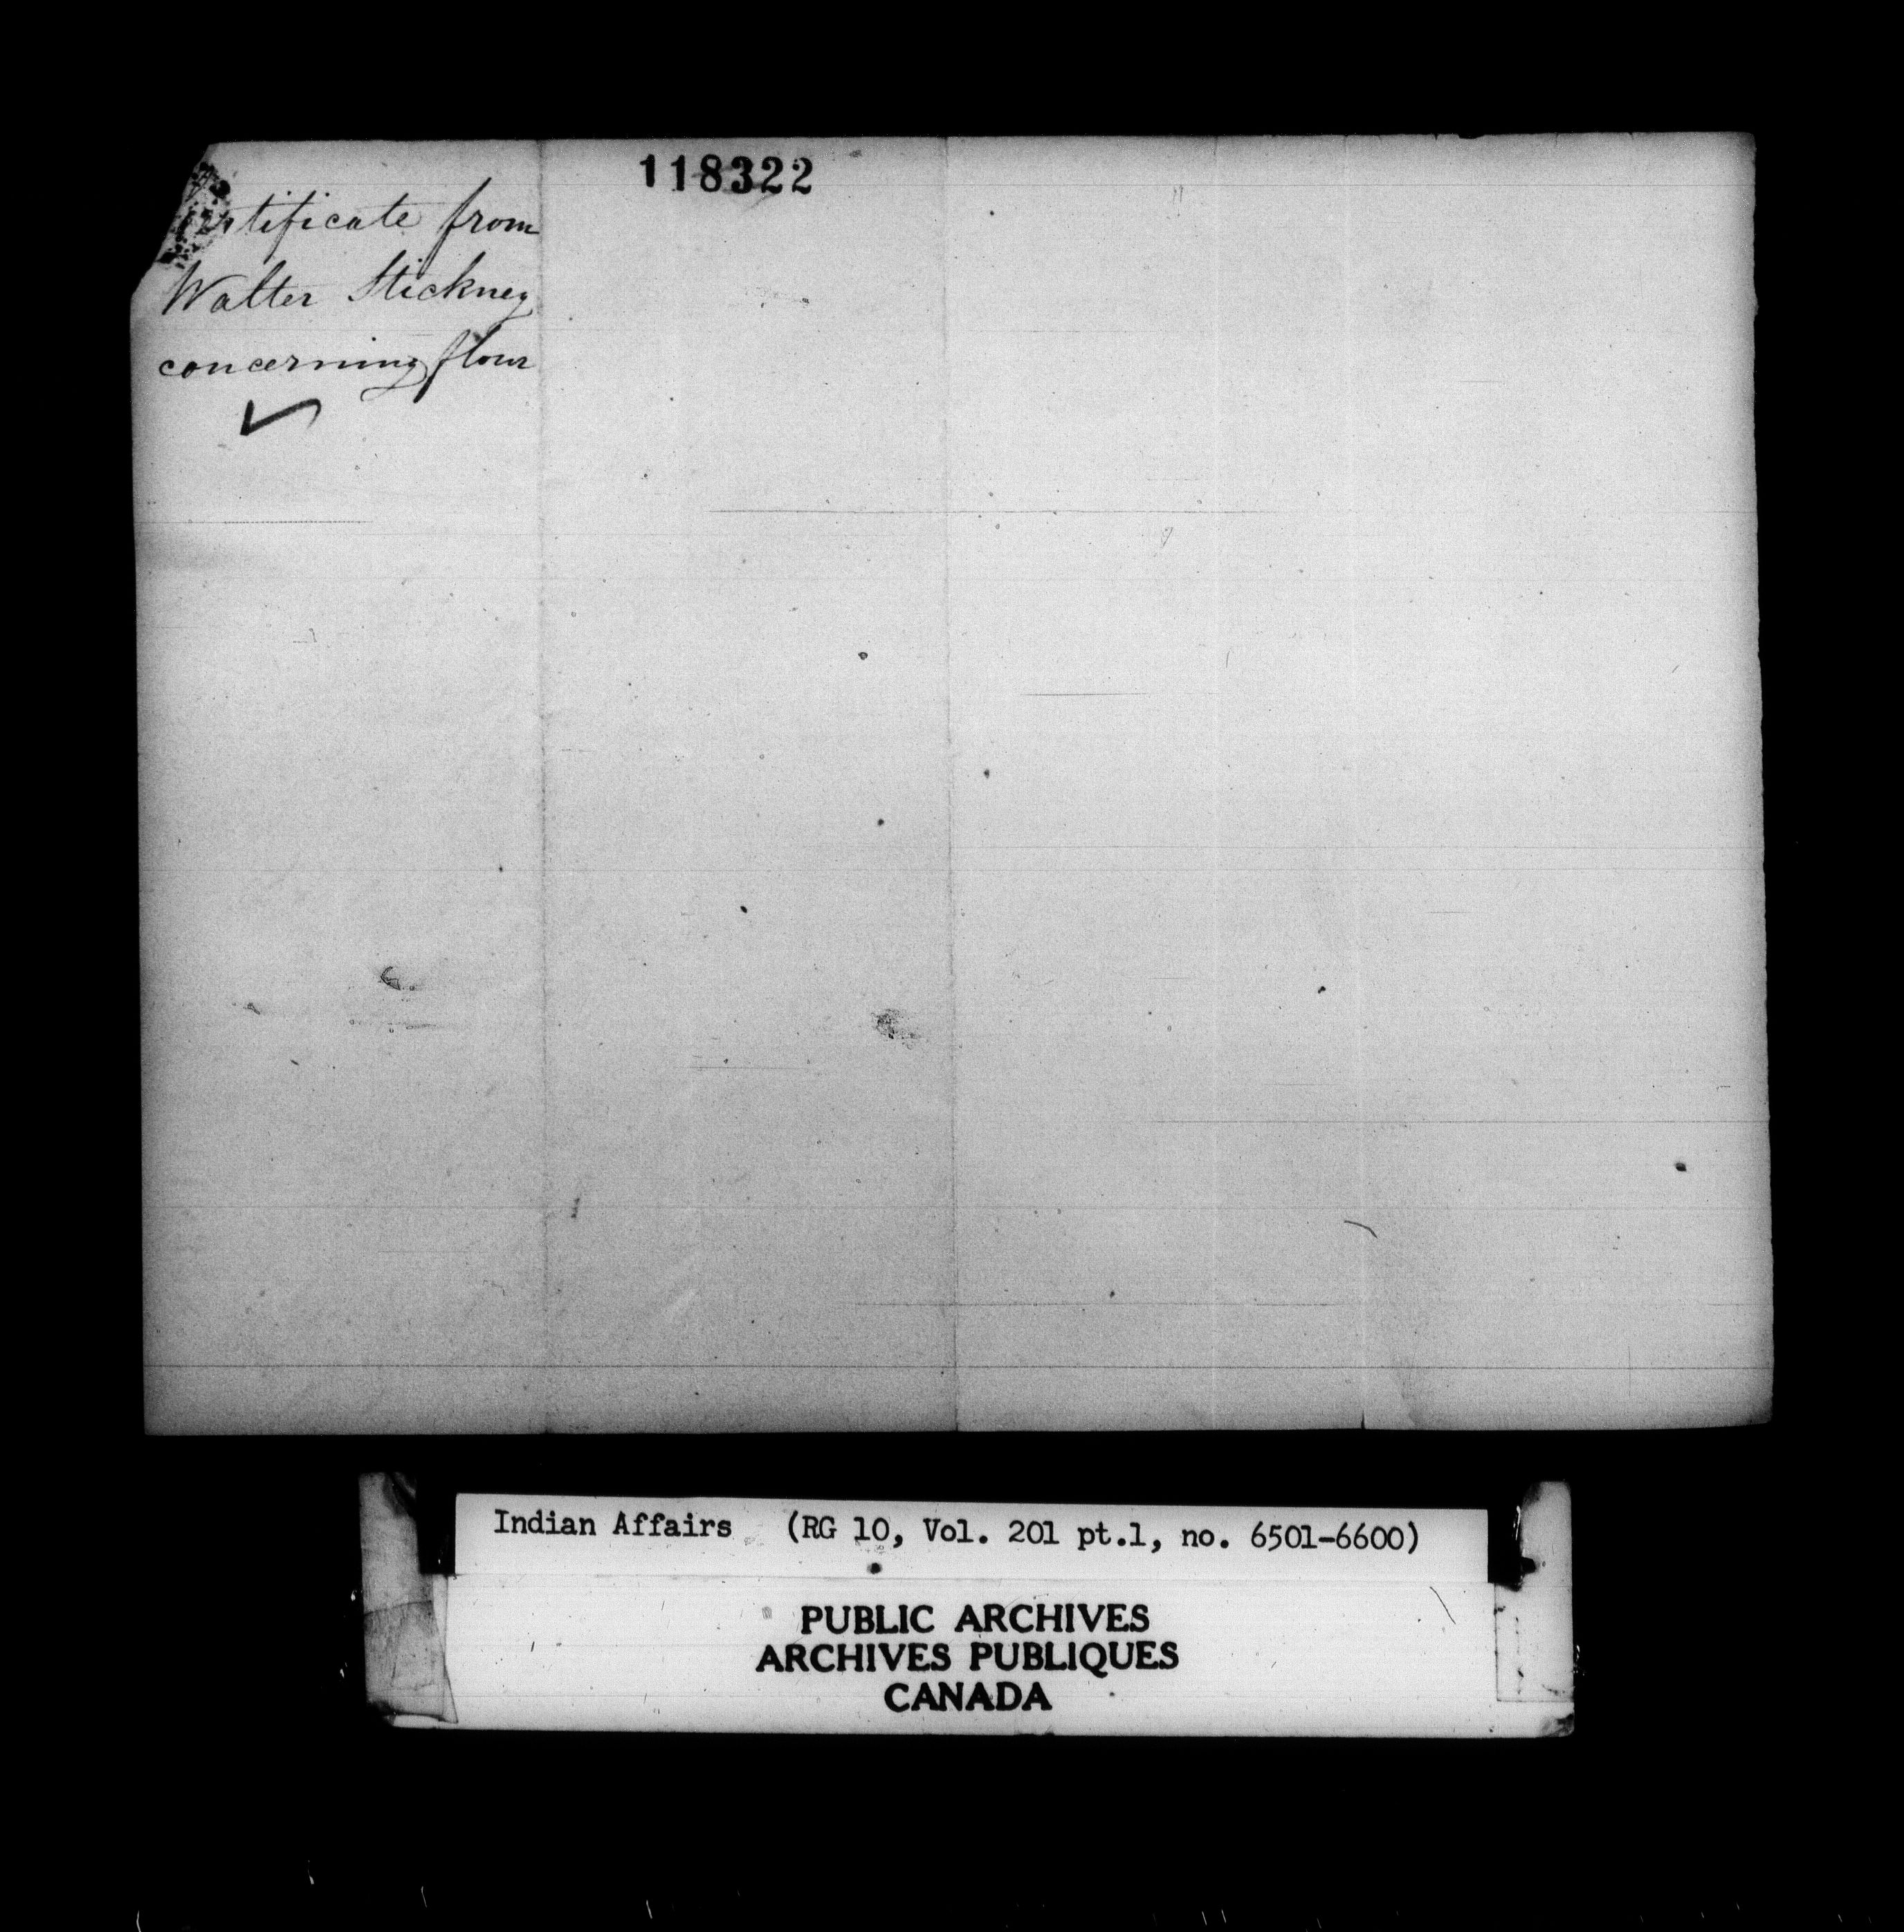 118322
Certificate from
Walter Stickney
concerning flour
Indian Affairs (RG 10, Vol. 201 pt.1, no. 6501-6600)
PUBLIC ARCHIVES
ARCHIVES PUBLIQUES
CANADA